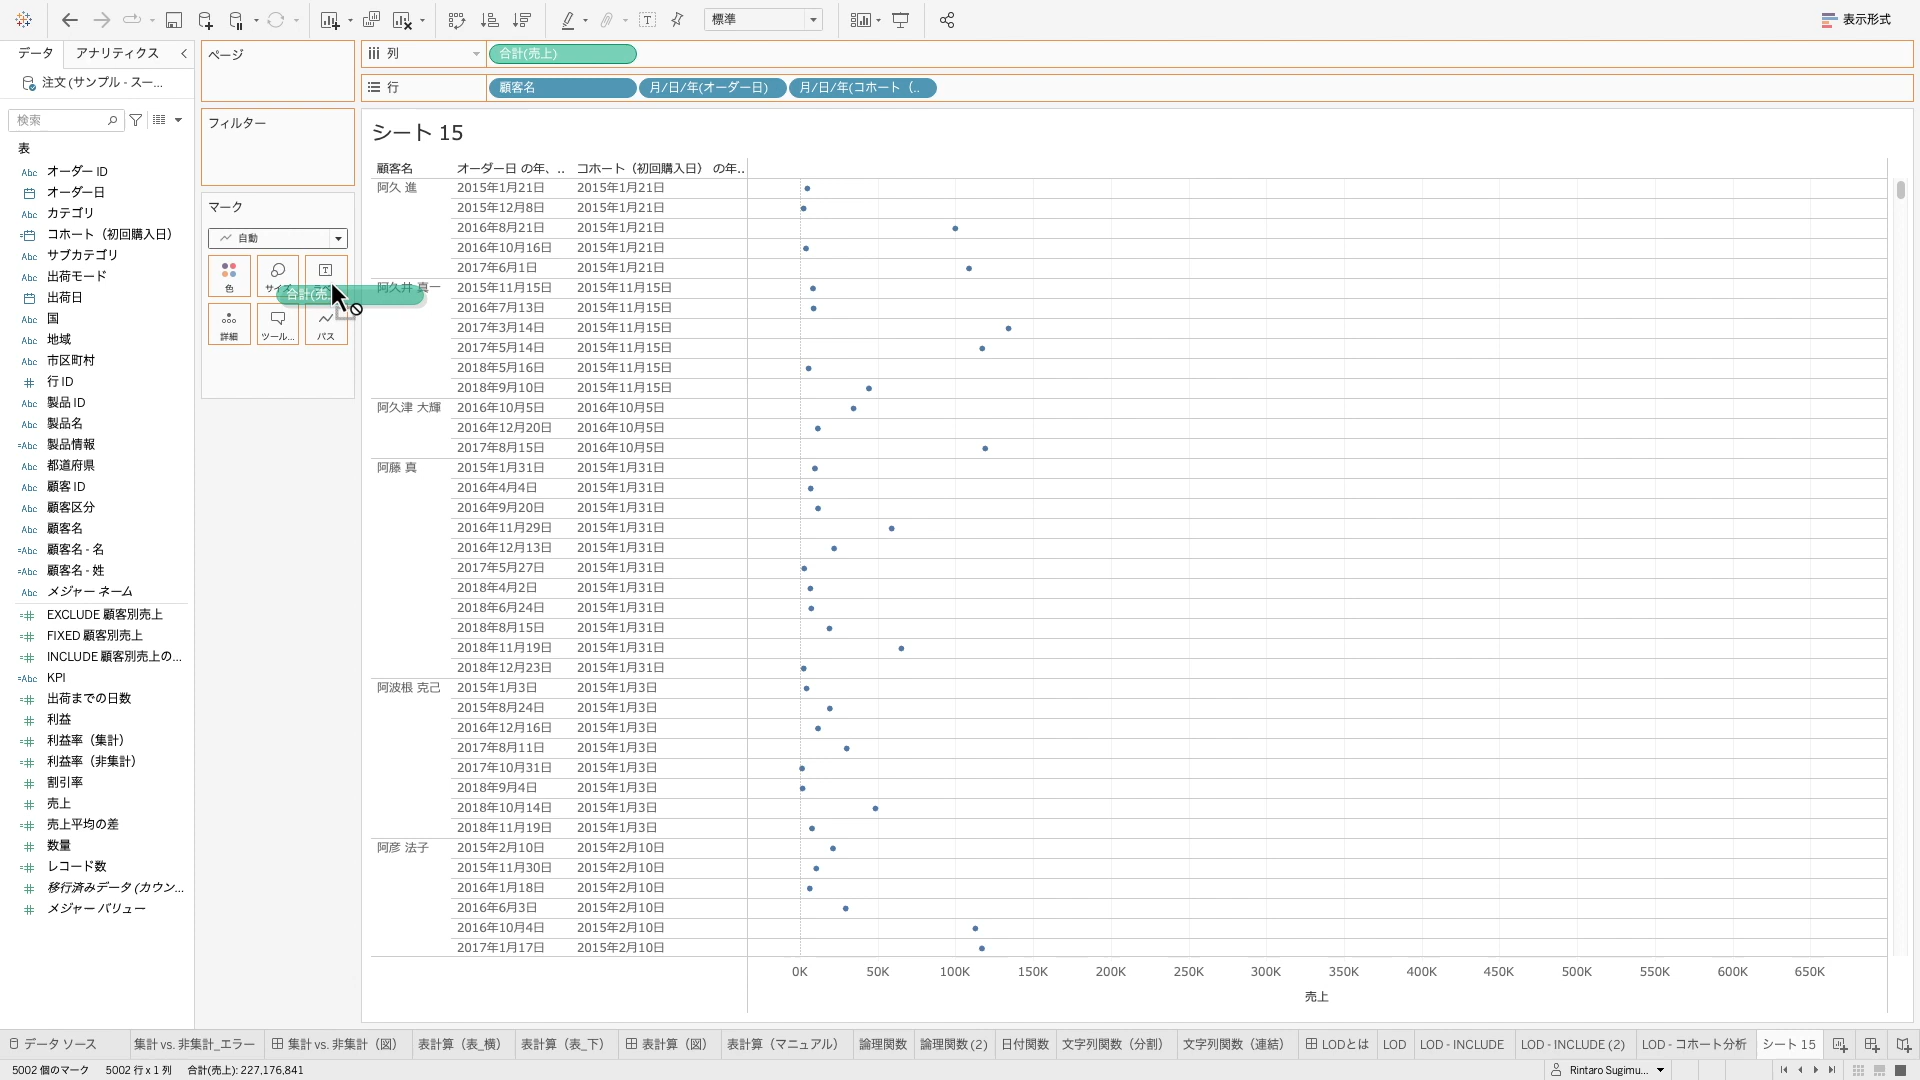 標準
表示形式
データ
アナリティクス
ページ
列
合計(売上)
注文 (サンプル - スー...
行
顧客名
月/日/年(オーダー日)
月/日/年(コホート（..
検索
フィルター
表
Abc オーダー ID
オーダー日
Abc カテゴリ
コホート（初回購入日）
Abc サブカテゴリ
Abc 出荷モード
出荷日
Abc 国
Abc 地域
Abc 市区町村
行 ID
Abc 製品 ID
Abc 製品名
=Abc 製品情報
Abc 都道府県
Abc 顧客 ID
Abc 顧客区分
Abc 顧客名
=Abc 顧客名 - 名
=Abc 顧客名 - 姓
Abc メジャー ネーム
EXCLUDE 顧客別売上
FIXED 顧客別売上
INCLUDE 顧客別売上の...
=Abc KPI
出荷までの日数
利益
利益率（集計）
利益率（非集計）
割引率
売上
売上平均の差
数量
レコード数
移行済みデータ (カウン...
メジャー バリュー
マーク
自動
色
合計(売
詳細
ツール...
パス
シート 15
顧客名 オーダー日 の年、.. コホート（初回購入日） の年..
阿久 進 2015年1月21日 2015年1月21日
2015年12月8日 2015年1月21日
2016年8月21日 2015年1月21日
2016年10月16日 2015年1月21日
2017年6月1日 2015年1月21日
阿久井 真一 2015年11月15日 2015年11月15日
2016年7月13日 2015年11月15日
2017年3月14日 2015年11月15日
2017年5月14日 2015年11月15日
2018年5月16日 2015年11月15日
2018年9月10日 2015年11月15日
阿久津 大輝 2016年10月5日 2016年10月5日
2016年12月20日 2016年10月5日
2017年8月15日 2016年10月5日
阿藤 真 2015年1月31日 2015年1月31日
2016年4月4日 2015年1月31日
2016年9月20日 2015年1月31日
2016年11月29日 2015年1月31日
2016年12月13日 2015年1月31日
2017年5月27日 2015年1月31日
2018年4月2日 2015年1月31日
2018年6月24日 2015年1月31日
2018年8月15日 2015年1月31日
2018年11月19日 2015年1月31日
2018年12月23日 2015年1月31日
阿波根 克己 2015年1月3日 2015年1月3日
2015年8月24日 2015年1月3日
2016年12月16日 2015年1月3日
2017年8月11日 2015年1月3日
2017年10月31日 2015年1月3日
2018年9月4日 2015年1月3日
2018年10月14日 2015年1月3日
2018年11月19日 2015年1月3日
阿彦 法子 2015年2月10日 2015年2月10日
2015年11月30日 2015年2月10日
2016年1月18日 2015年2月10日
2016年6月3日 2015年2月10日
2016年10月4日 2015年2月10日
2017年1月17日 2015年2月10日
0K 50K 100K 150K 200K 250K 300K 350K 400K 450K 500K 550K 600K 650K
売上
データ ソース 集計 vs. 非集計_エラー 集計 vs. 非集計（図） 表計算（表_横） 表計算（表_下） 表計算（図） 表計算（マニュアル） 論理関数 論理関数 (2) 日付関数 文字列関数（分割） 文字列関数（連結） LODとは LOD LOD - INCLUDE LOD - INCLUDE (2) LOD - コホート分析 シート 15
5002 個のマーク 5002 行 x 1 列 合計(売上): 227,176,841 Rintaro Sugimu...